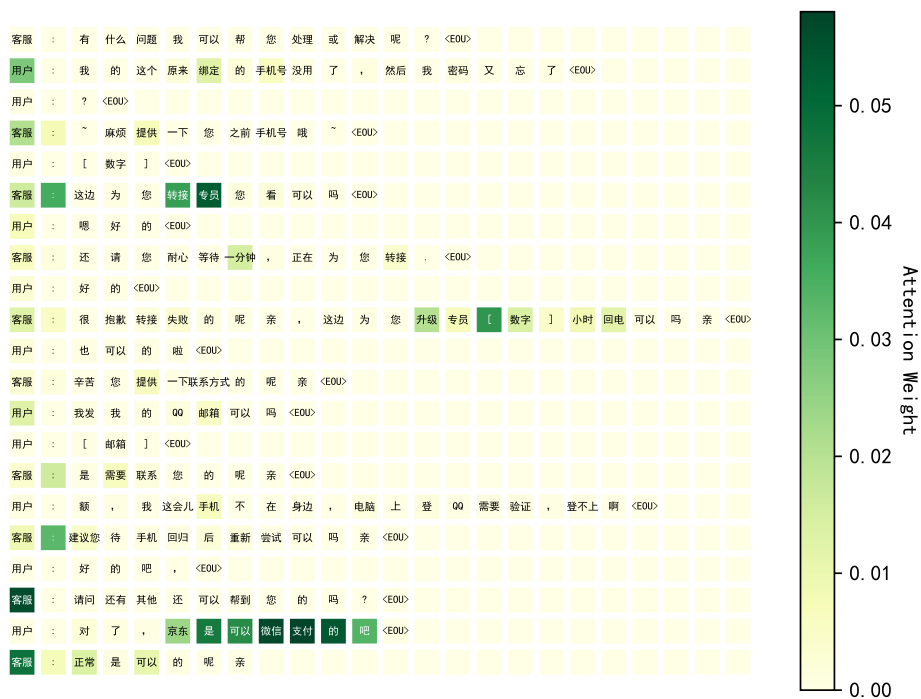 客服 : 有 什么 问题 我 可以 帮 您 处理 或 解决 呢 ? <EOU>
用户 : 我 的 这个 原来 绑定 的 手机号 没用 了 , 然后 我 密码 又 忘 了 <EOU>
用户 : ? <EOU>
客服 : ~ 麻烦 提供 一下 您 之前 手机号 哦 ~ <EOU>
用户 : [ 数字 ] <EOU>
客服 : 这边 为 您 转接 专员 您 看 可以 吗 <EOU>
用户 : 嗯 好 的 <EOU>
客服 : 还 请 您 耐心 等待 一分钟 , 正在 为 您 转接 . <EOU>
用户 : 好 的 <EOU>
客服 : 很 抱歉 转接 失败 的 呢 亲 , 这边 为 您 升级 专员 [ 数字 ] 小时 回电 可以 吗 亲 <EOU>
用户 : 也 可以 的 啦 <EOU>
客服 : 辛苦 您 提供 一下 联系方式 的 呢 亲 <EOU>
用户 : 我发 我 的 QQ 邮箱 可以 吗 <EOU>
用户 : [ 邮箱 ] <EOU>
客服 : 是 需要 联系 您 的 呢 亲 <EOU>
用户 : 额 , 我 这会儿 手机 不 在 身边 , 电脑 上 登 QQ 需要 验证 , 登不上 啊 <EOU>
客服 : 建议您 待 手机 回归 后 重新 尝试 可以 吗 亲 <EOU>
用户 : 好 的 吧 , <EOU>
客服 : 请问 还有 其他 还 可以 帮到 您 的 吗 ? <EOU>
用户 : 对 了 , 京东 是 可以 微信 支付 的 吧 <EOU>
客服 : 正常 是 可以 的 呢 亲
0.05
0.04
0.03
0.02
0.01
0.00
Attention Weight